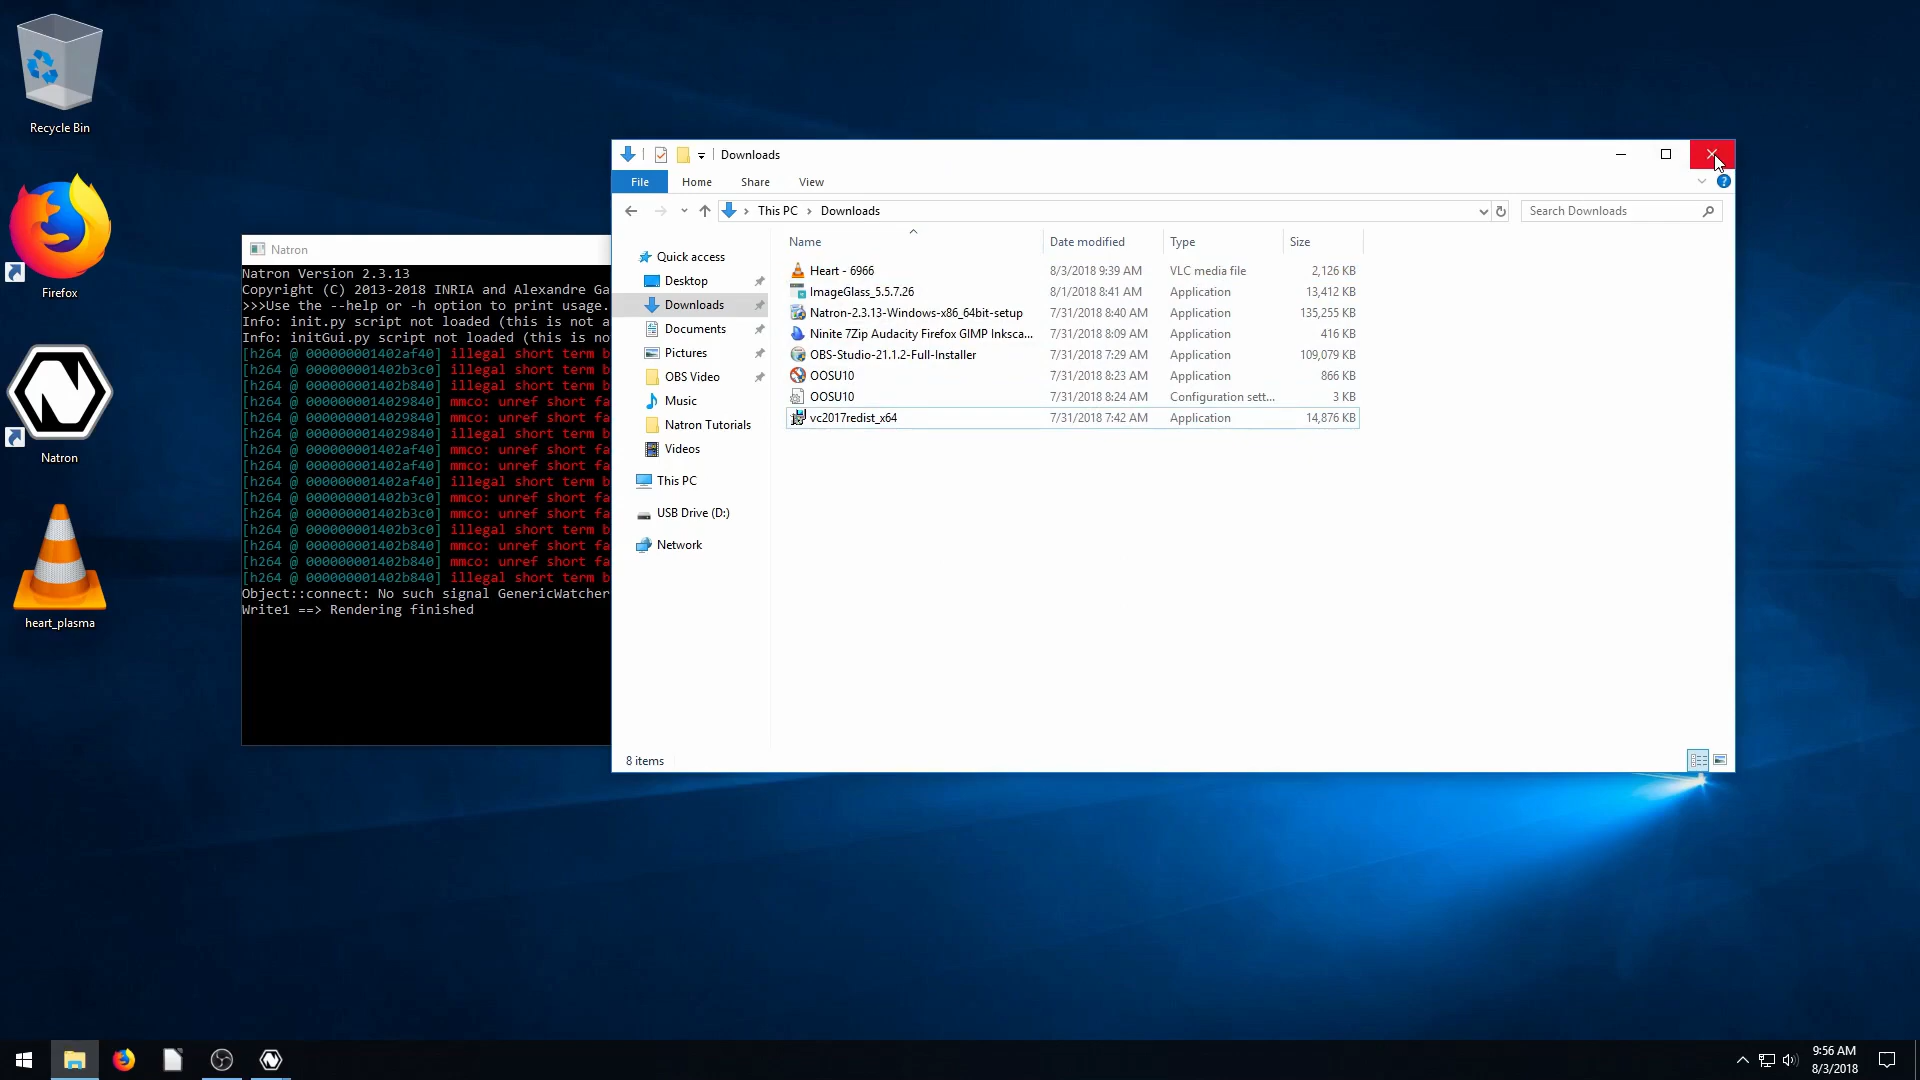 Recycle Bin
Firefox
Natron
heart_plasma
Natron
Natron Version 2.3.13
Copyright (C) 2013-2018 INRIA and Alexandre Ga
>>>Use the --help or -h option to print usage.
Info: init.py script not loaded (this is not a
Info: initGui.py script not loaded (this is no
[h264 @ 000000001402af40] illegal short term b
[h264 @ 000000001402b3c0] illegal short term b
[h264 @ 000000001402b840] illegal short term b
[h264 @ 0000000014029840] mmco: unref short fa
[h264 @ 0000000014029840] mmco: unref short fa
[h264 @ 0000000014029840] illegal short term b
[h264 @ 000000001402af40] mmco: unref short fa
[h264 @ 000000001402af40] mmco: unref short fa
[h264 @ 000000001402af40] illegal short term b
[h264 @ 000000001402b3c0] mmco: unref short fa
[h264 @ 000000001402b3c0] mmco: unref short fa
[h264 @ 000000001402b3c0] illegal short term b
[h264 @ 000000001402b840] mmco: unref short fa
[h264 @ 000000001402b840] mmco: unref short fa
[h264 @ 000000001402b840] illegal short term b
Object::connect: No such signal GenericWatcher
Write1 ==> Rendering finished
Downloads
File Home Share View
This PC > Downloads
Search Downloads
Quick access
Desktop
Downloads
Documents
Pictures
OBS Video
Music
Natron Tutorials
Videos
This PC
USB Drive (D:)
Network
Name Date modified Type Size
Heart - 6966 8/3/2018 9:39 AM VLC media file 2,126 KB
ImageGlass_5.5.7.26 8/1/2018 8:41 AM Application 13,412 KB
Natron-2.3.13-Windows-x86_64bit-setup 7/31/2018 8:40 AM Application 135,255 KB
Ninite 7Zip Audacity Firefox GIMP Inksca... 7/31/2018 8:09 AM Application 416 KB
OBS-Studio-21.1.2-Full-Installer 7/31/2018 7:29 AM Application 109,079 KB
OOSU10 7/31/2018 8:23 AM Application 866 KB
OOSU10 7/31/2018 8:24 AM Configuration sett... 3 KB
vc2017redist_x64 7/31/2018 7:42 AM Application 14,876 KB
8 items
9:56 AM
8/3/2018